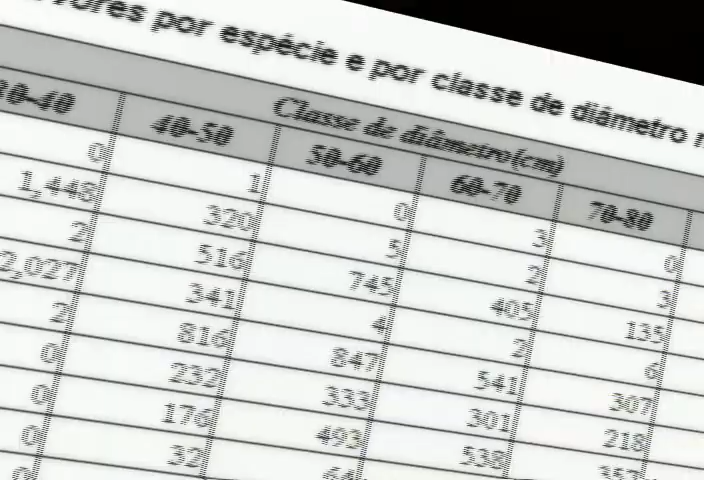 por espécie e por classe de diâmetro
Classe de diâmetro(cm)
30-40 40-50 50-60 60-70 70-80
0 1 0 3 0
1,448 320 5 2 3
2 516 745 405 135
2,027 341 4 2 6
2 816 847 541 307
0 232 333 301 218
0 176 493 538
0 32
0